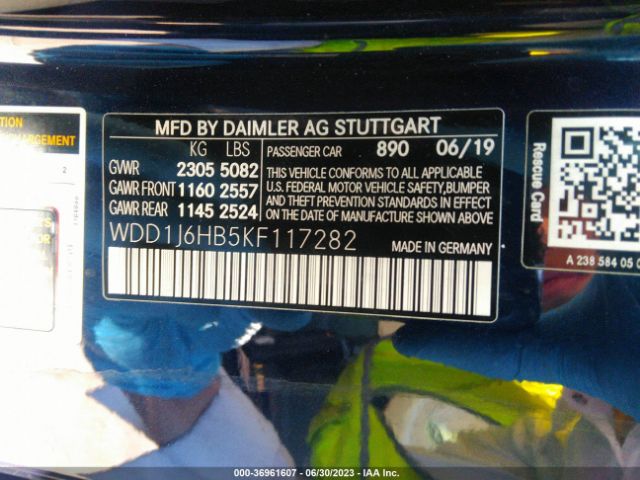 TION
CHARGEMENT
2
MFD BY DAIMLER AG STUTTGART
KG LBS
GVWR 2305 5082
GAWR FRONT 1160 2557
GAWR REAR 1145 2524
PASSENGER CAR 890 06/19
THIS VEHICLE CONFORMS TO ALL APPLICABLE
U.S. FEDERAL MOTOR VEHICLE SAFETY, BUMPER
AND THEFT PREVENTION STANDARDS IN EFFECT
ON THE DATE OF MANUFACTURE SHOWN ABOVE
WDD1J6HB5KF117282
MADE IN GERMANY
Rescue Card
A 238 584 05 0
000-36961607 - 06/30/2023 - IAA Inc.